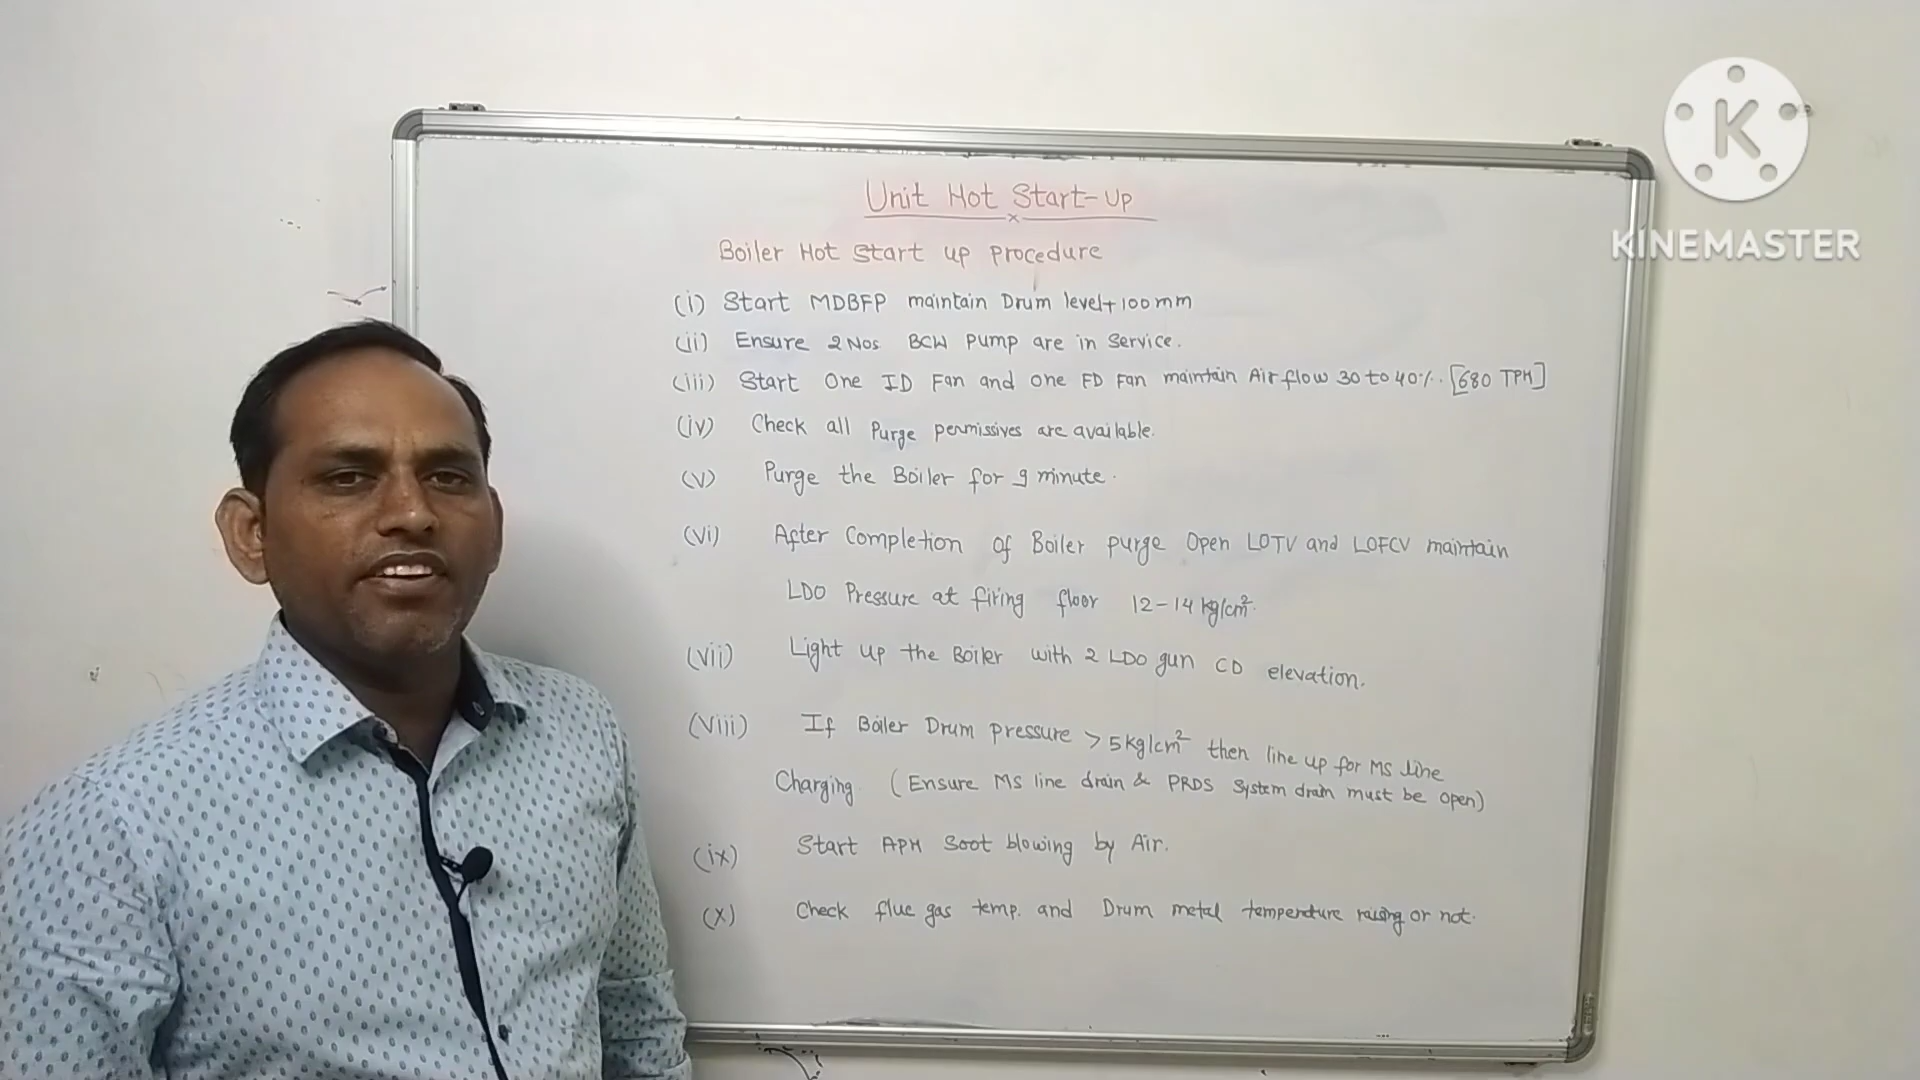 Unit Hot Start-Up
Boiler Hot Start up procedure
(i) Start MDBFP maintain Drum level+100mm
(ii) Ensure 2 Nos BCW Pump are in Service.
(iii) Start One ID Fan and one FD Fan maintain Air flow 30 to 40%. [680 TPH]
(iv) Check all Purge permissives are available.
(v) Purge the Boiler for 9 minute.
(vi) After Completion of Boiler purge Open LOTV and LOFCV maintain
LDO Pressure at firing floor 12-14 kg/cm².
(vii) Light up the Boiler with 2 LDO gun CD elevation.
(viii) If Boiler Drum Pressure > 5kg/cm² then line up for MS line
Charging. (Ensure MS line drain & PRDS System drain must be open)
(ix) Start APH Soot blowing by Air.
(x) Check flue gas temp. and Drum metal temperature raising or not.
K
KINEMASTER